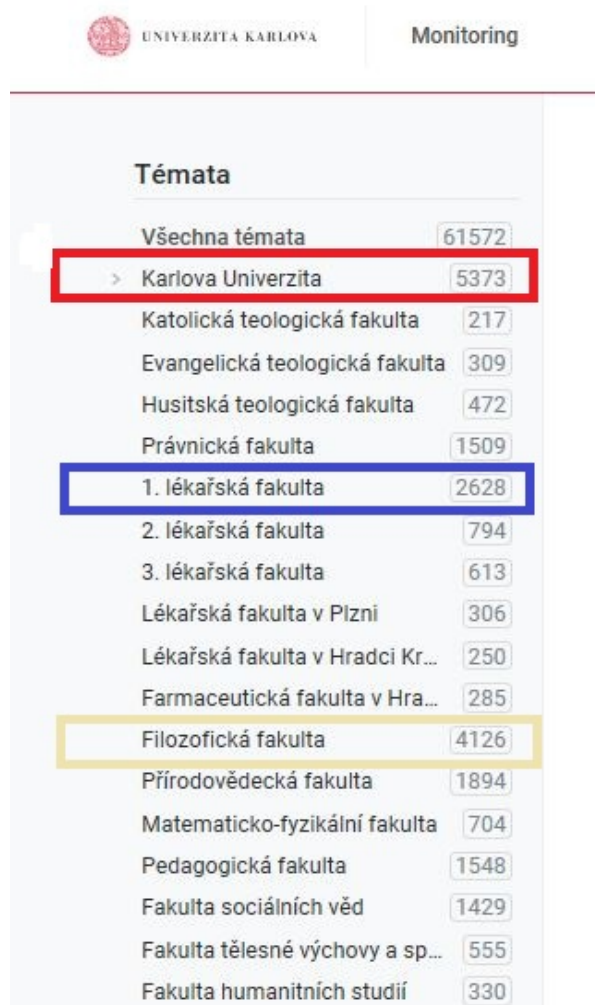 UNIVERZITA KARLOVA Monitoring
Témata
Všechna témata 61572
> Karlova Univerzita 5373
Katolická teologická fakulta 217
Evangelická teologická fakulta 309
Husitská teologická fakulta 472
Právnická fakulta 1509
1. lékařská fakulta 2628
2. lékařská fakulta 794
3. lékařská fakulta 613
Lékařská fakulta v Plzni 306
Lékařská fakulta v Hradci Kr... 250
Farmaceutická fakulta v Hra... 285
Filozofická fakulta 4126
Přírodovědecká fakulta 1894
Matematicko-fyzikální fakulta 704
Pedagogická fakulta 1548
Fakulta sociálních věd 1429
Fakulta tělesné výchovy a sp... 555
Fakulta humanitních studií 330